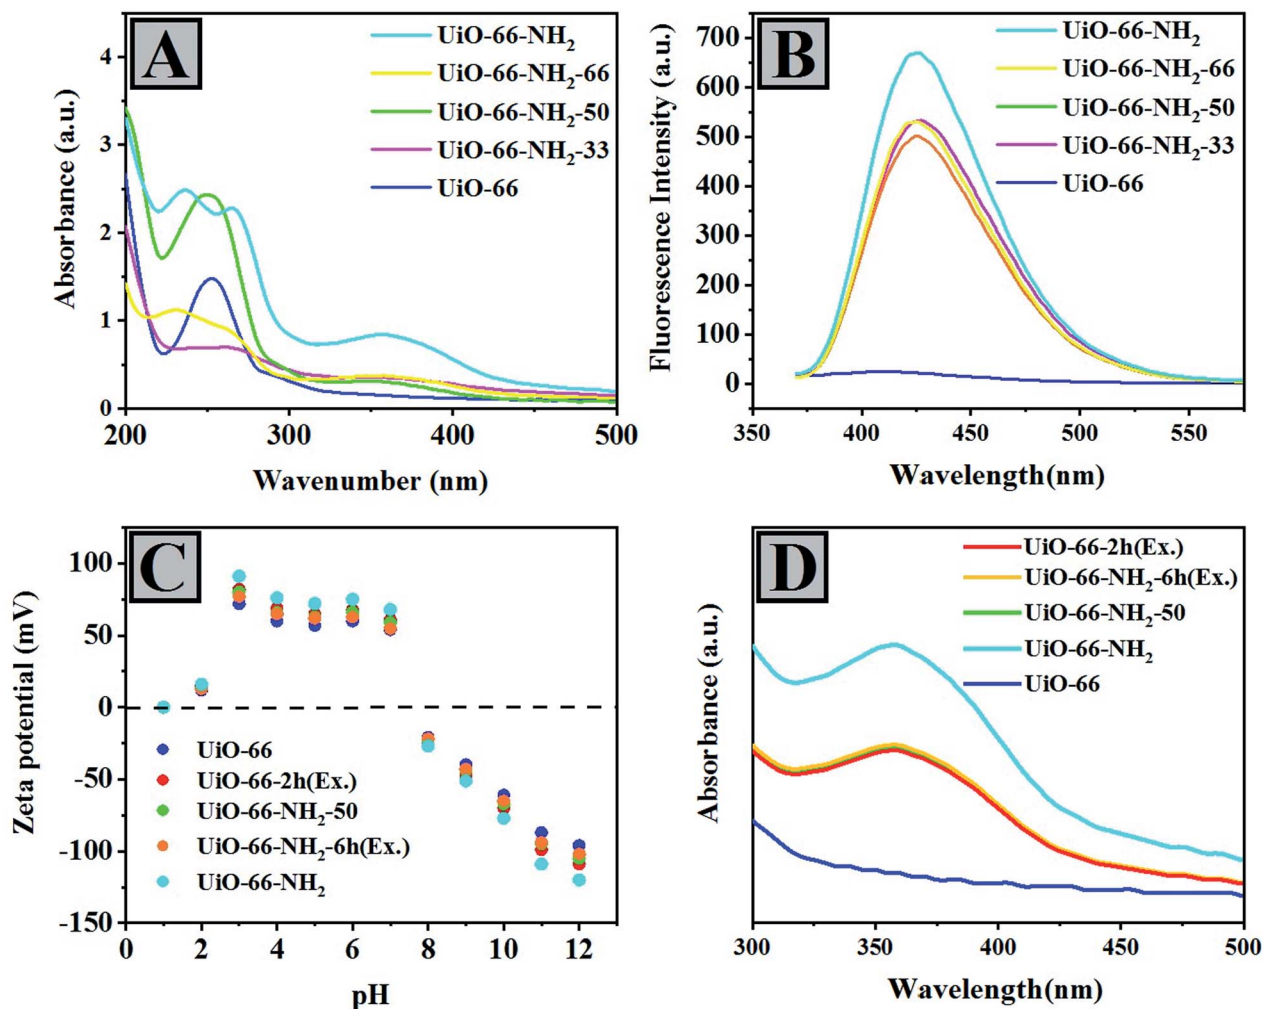 A
UiO-66-NH₂
UiO-66-NH₂-66
UiO-66-NH₂-50
UiO-66-NH₂-33
UiO-66
Absorbance (a.u.)
4
3
2
1
0
200 300 400 500
Wavenumber (nm)
B
UiO-66-NH₂
UiO-66-NH₂-66
UiO-66-NH₂-50
UiO-66-NH₂-33
UiO-66
Fluorescence Intensity (a.u.)
700
600
500
400
300
200
100
0
350 400 450 500 550
Wavelength(nm)
C
Zeta potential (mV)
100
50
0
-50
-100
-150
UiO-66
UiO-66-2h(Ex.)
UiO-66-NH₂-50
UiO-66-NH₂-6h(Ex.)
UiO-66-NH₂
0 2 4 6 8 10 12
pH
D
UiO-66-2h(Ex.)
UiO-66-NH₂-6h(Ex.)
UiO-66-NH₂-50
UiO-66-NH₂
UiO-66
Absorbance (a.u.)
300 350 400 450 500
Wavelength(nm)